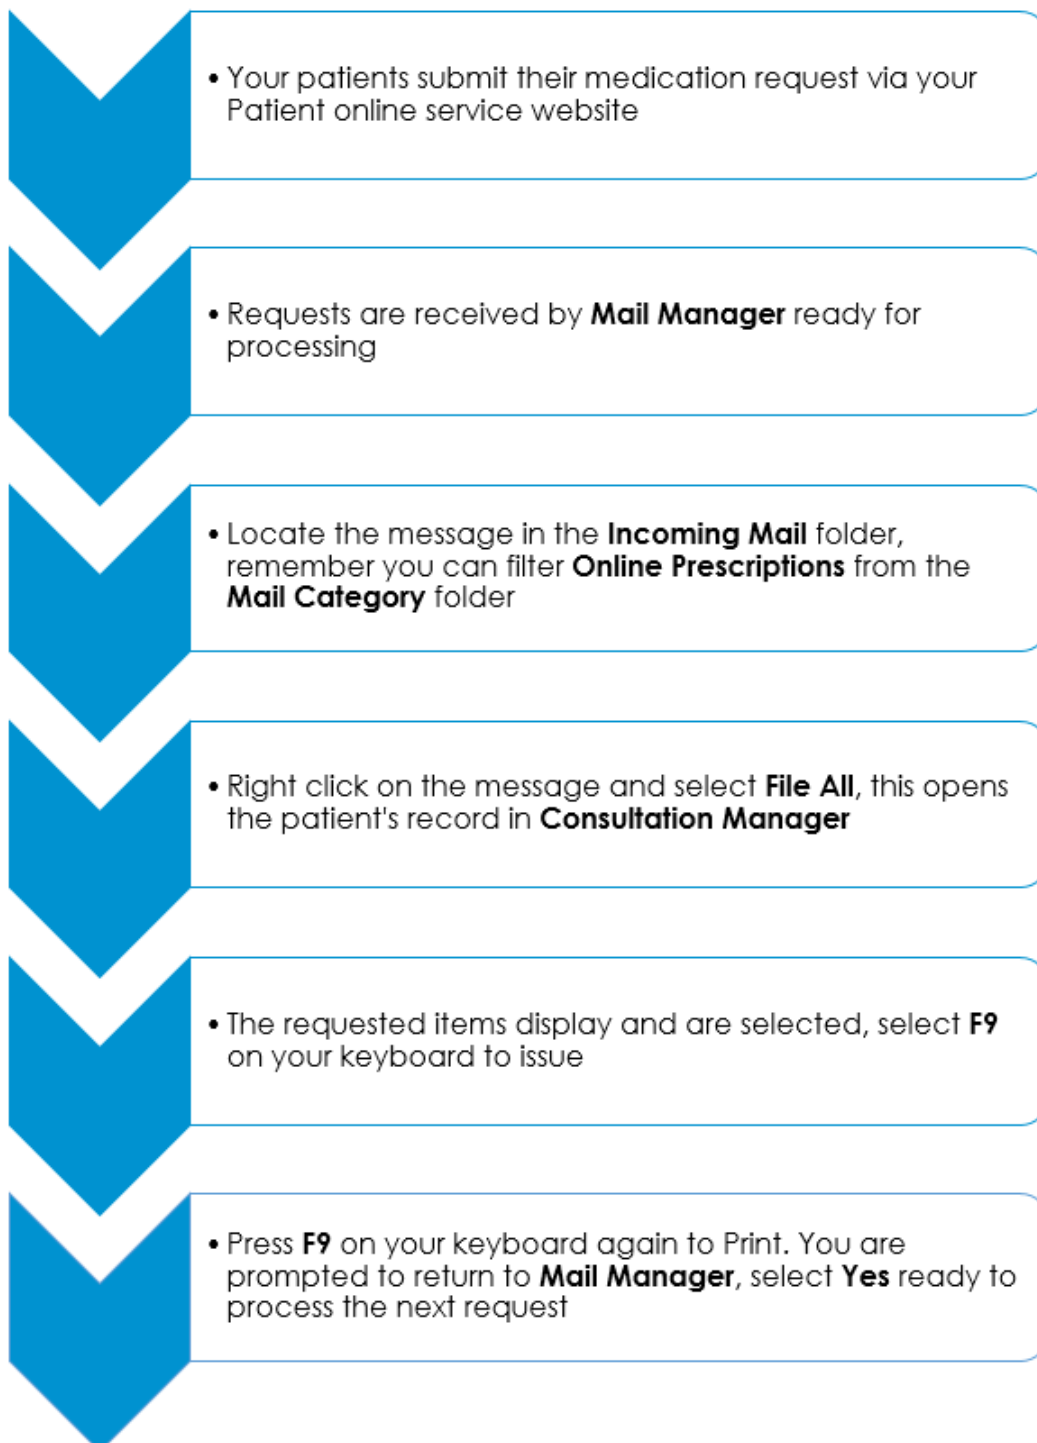 • Your patients submit their medication request via your
Patient online service website
• Requests are received by Mail Manager ready for
processing
• Locate the message in the Incoming Mail folder,
remember you can filter Online Prescriptions from the
Mail Category folder
• Right click on the message and select File All, this opens
the patient's record in Consultation Manager
• The requested items display and are selected, select F9
on your keyboard to issue
• Press F9 on your keyboard again to Print. You are
prompted to return to Mail Manager, select Yes ready to
process the next request